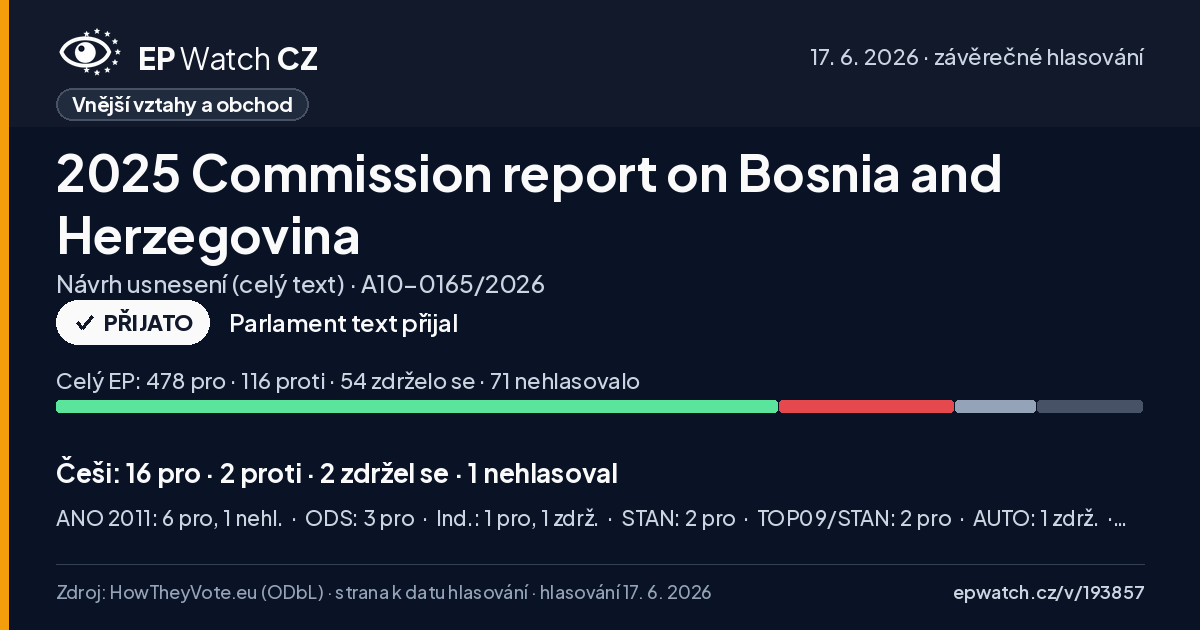 EP Watch CZ
17. 6. 2026 · závěrečné hlasování
Vnější vztahy a obchod
2025 Commission report on Bosnia and
Herzegovina
Návrh usnesení (celý text) · A10-0165/2026
✓ PŘIJATO Parlament text přijal
Celý EP: 478 pro · 116 proti · 54 zdrželo se · 71 nehlasovalo
Češi: 16 pro · 2 proti · 2 zdržel se · 1 nehlasoval
ANO 2011: 6 pro, 1 nehl. · ODS: 3 pro · Ind.: 1 pro, 1 zdrž. · STAN: 2 pro · TOP09/STAN: 2 pro · AUTO: 1 zdrž. ·…
Zdroj: HowTheyVote.eu (ODbL) · strana k datu hlasování · hlasování 17. 6. 2026
epwatch.cz/v/193857